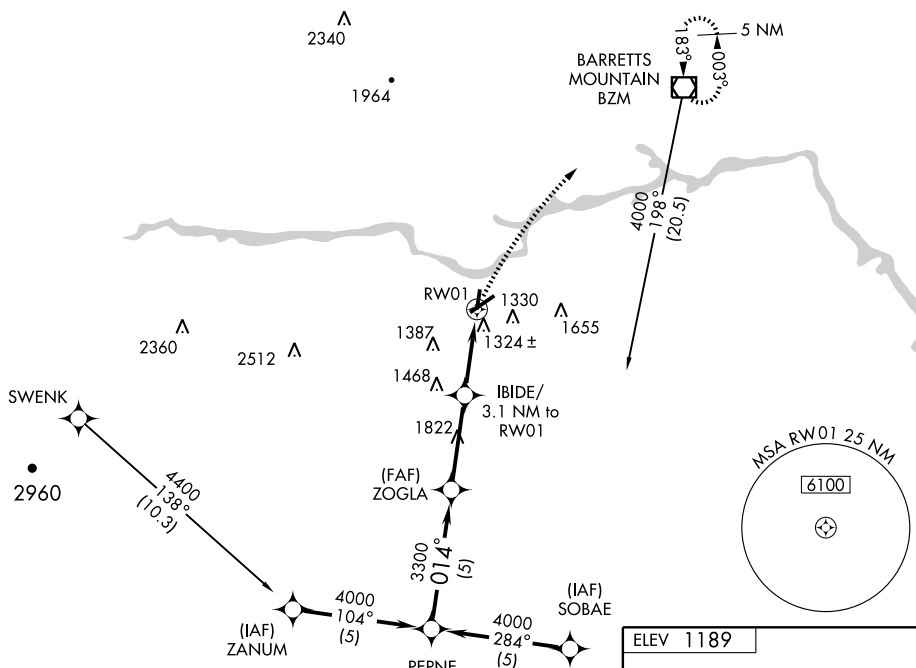 2340
1964
BARRETTS
MOUNTAIN
BZM
183°
003°
5 NM
4000
198°
(20.5)
RW01
1330
1655
1387
1324 ±
2360
2512
1468
IBIDE/
3.1 NM to
RW01
SWENK
1822
MSA RW01 25 NM
6100
2960
4400
138°
(10.3)
(FAF)
ZOGLA
3300
014°
(5)
(IAF)
ZANUM
4000
104°
(5)
4000
284°
(5)
(IAF)
SOBAE
ELEV 1189